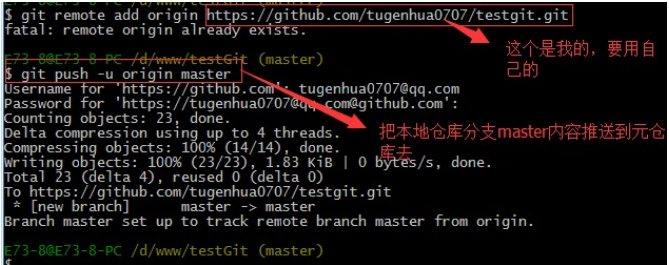 $ git remote add origin https://github.com/tugenhua0707/testgit.git
fatal: remote origin already exists.
这个是我的，要用自
己的
E73-8@E73-8-PC /d/www/testGit (master)
$ git push -u origin master
Username for 'https://github.com': tugenhua0707@qq.com
Password for 'https://tugenhua0707@qq.com@github.com':
Counting objects: 23, done.
Delta compression using up to 4 threads.
把本地仓库分支master内容推送到元仓
库去
Compressing objects: 100% (14/14), done.
Writing objects: 100% (23/23), 1.83 KiB | 0 bytes/s, done.
Total 23 (delta 4), reused 0 (delta 0)
To https://github.com/tugenhua0707/testgit.git
 * [new branch]      master -> master
Branch master set up to track remote branch master from origin.
E73-8@E73-8-PC /d/www/testGit (master)
$